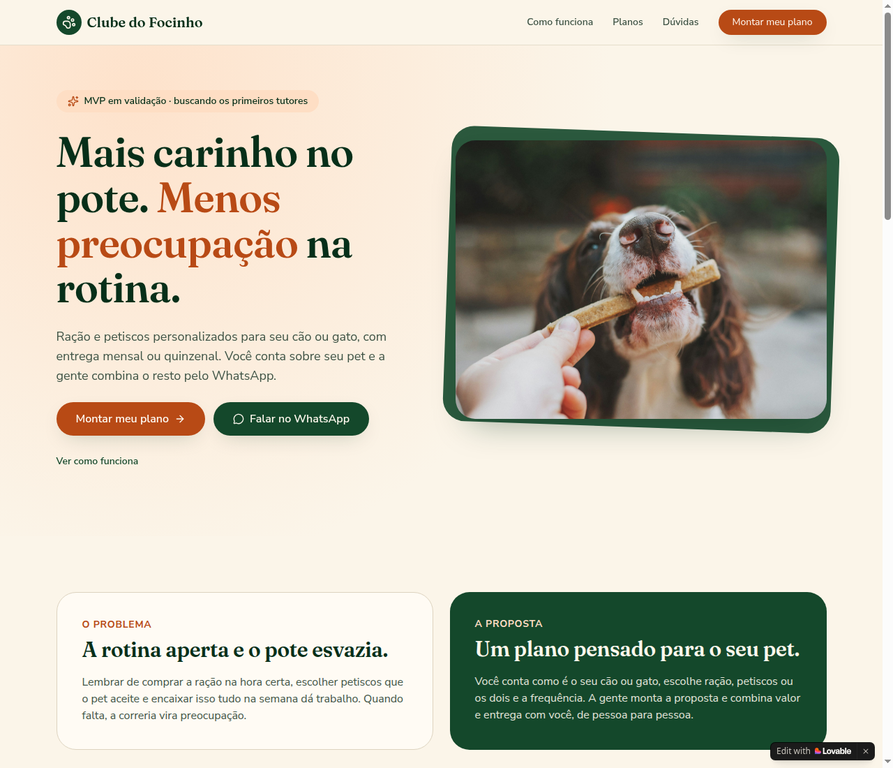 Clube do Focinho
Como funciona
Planos
Dúvidas
Montar meu plano
MVP em validação · buscando os primeiros tutores
Mais carinho no
pote. Menos
preocupação na
rotina.
Ração e petiscos personalizados para seu cão ou gato, com
entrega mensal ou quinzenal. Você conta sobre seu pet e a
gente combina o resto pelo WhatsApp.
Montar meu plano →
Falar no WhatsApp
Ver como funciona
O PROBLEMA
A rotina aperta e o pote esvazia.
Lembrar de comprar a ração na hora certa, escolher petiscos que
o pet aceite e encaixar isso tudo na semana dá trabalho. Quando
falta, a correria vira preocupação.
A PROPOSTA
Um plano pensado para o seu pet.
Você conta como é o seu cão ou gato, escolhe ração, petiscos ou
os dois e a frequência. A gente monta a proposta e combina valor
e entrega com você, de pessoa para pessoa.
Edit with Lovable ×